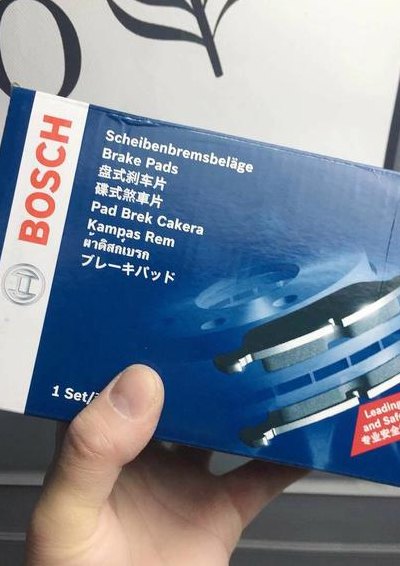 BOSCH
Scheibenbremsbeläge
Brake Pads
盘式刹车片
碟式煞車片
Pad Brek Cakera
Kampas Rem
ผ้าดิสก์เบรก
ブレーキパッド
1 Set/
Leading
and Safe
专业安全